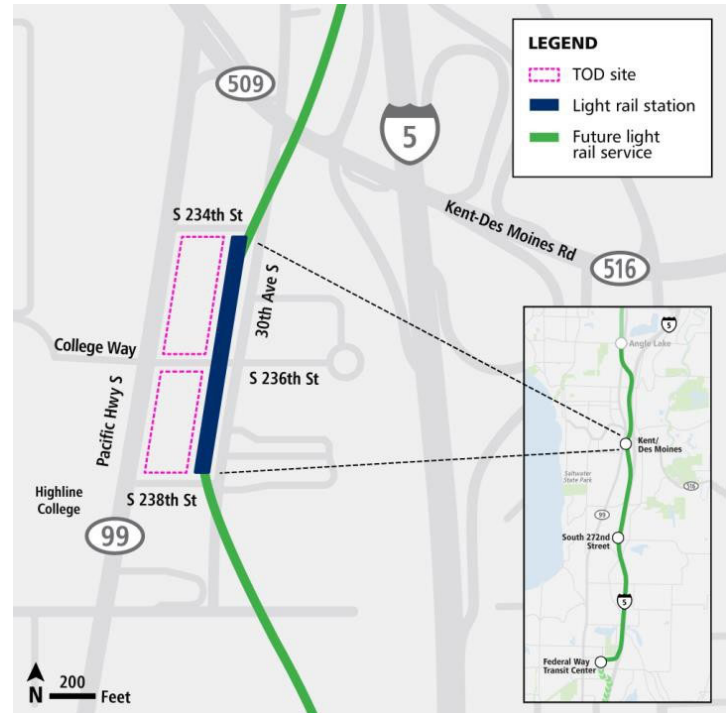 LEGEND
TOD site
Light rail station
Future light
rail service
509
5
Kent-Des Moines Rd
516
S 234th St
30th Ave S
College Way
S 236th St
Pacific Hwy S
S 238th St
Highline
College
99
N
200
Feet
5
Angle Lake
Kent/
Des Moines
Saltwater
State Park
516
99
South 272nd
Street
5
Federal Way
Transit Center